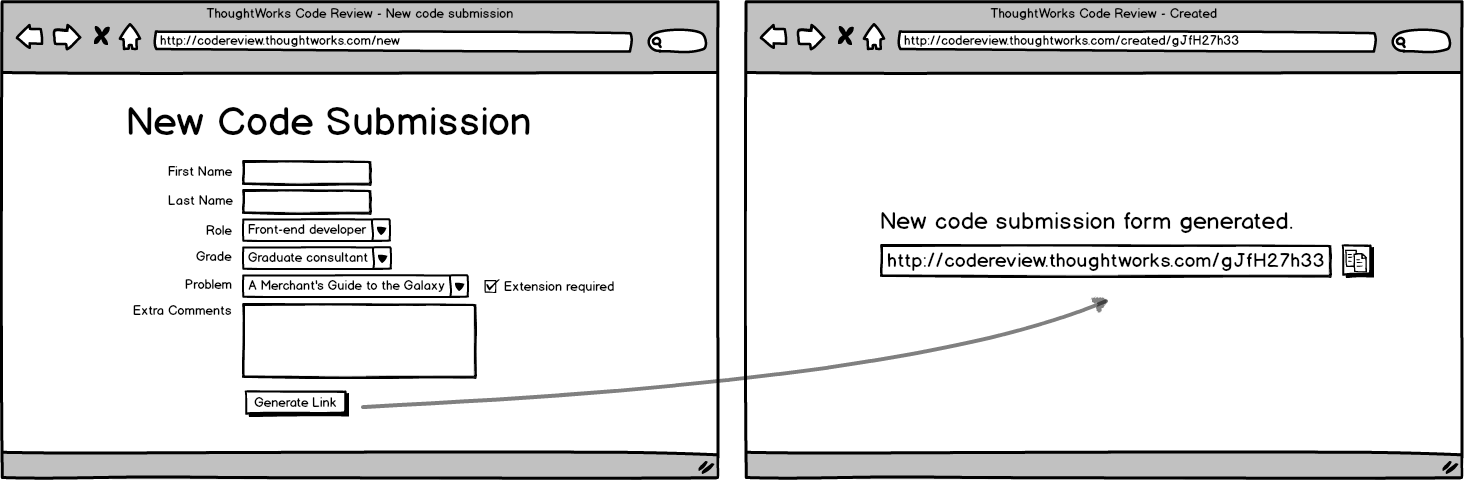 ThoughtWorks Code Review - New code submission
http://codereview.thoughtworks.com/new
New Code Submission
First Name
Last Name
Role Front-end developer
Grade Graduate consultant
Problem A Merchant's Guide to the Galaxy Extension required
Extra Comments
Generate Link
ThoughtWorks Code Review - Created
http://codereview.thoughtworks.com/created/gJfH27h33
New code submission form generated.
http://codereview.thoughtworks.com/gJfH27h33